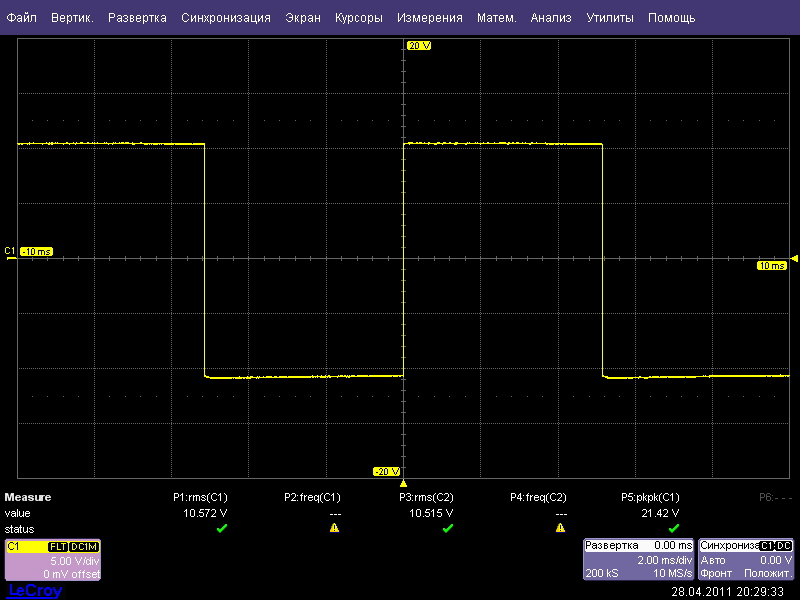 Файл Вертик. Развертка Синхронизация Экран Курсоры Измерения Матем. Анализ Утилиты Помощь
20 V
C1 -10 ms
10 ms
-20 V
Measure P1:rms(C1) P2:freq(C1) P3:rms(C2) P4:freq(C2) P5:pkpk(C1) P6:- - -
value 10.572 V --- 10.515 V --- 21.42 V
status
C1 FLT DC1M
5.00 V/div
0 mV offset
Развертка 0.00 ms
2.00 ms/div
200 kS 10 MS/s
Синхрониза C1 DC
Авто 0.00 V
Фронт Положит.
LeCroy
28.04.2011 20:29:33